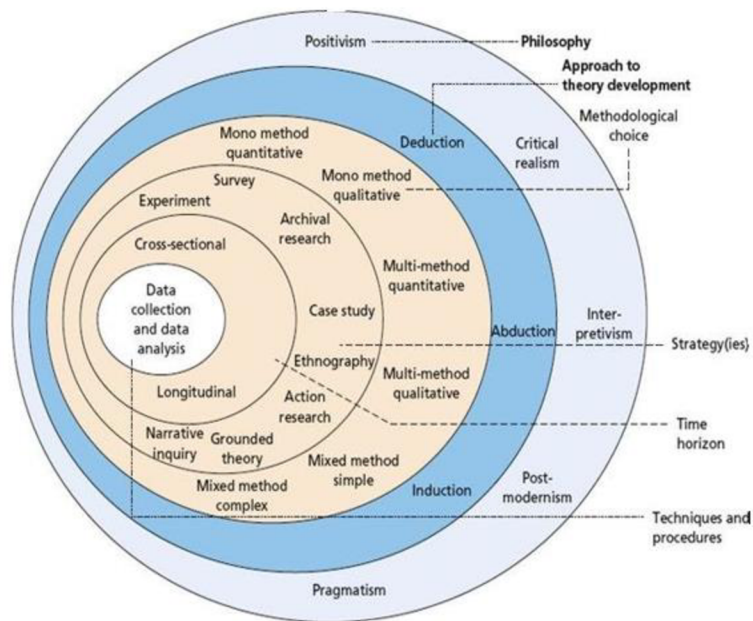 Positivism
Philosophy
Approach to
theory development
Methodological
choice
Mono method
quantitative
Deduction
Critical
realism
Mono method
qualitative
Survey
Experiment
Archival
research
Cross-sectional
Multi-method
quantitative
Data
collection
and data
analysis
Case study
Abduction
Inter-
pretivism
Strategy(ies)
Ethnography
Multi-method
qualitative
Longitudinal
Action
research
Time
horizon
Narrative
inquiry
Grounded
theory
Mixed method
simple
Mixed method
complex
Induction
Post-
modernism
Techniques and
procedures
Pragmatism